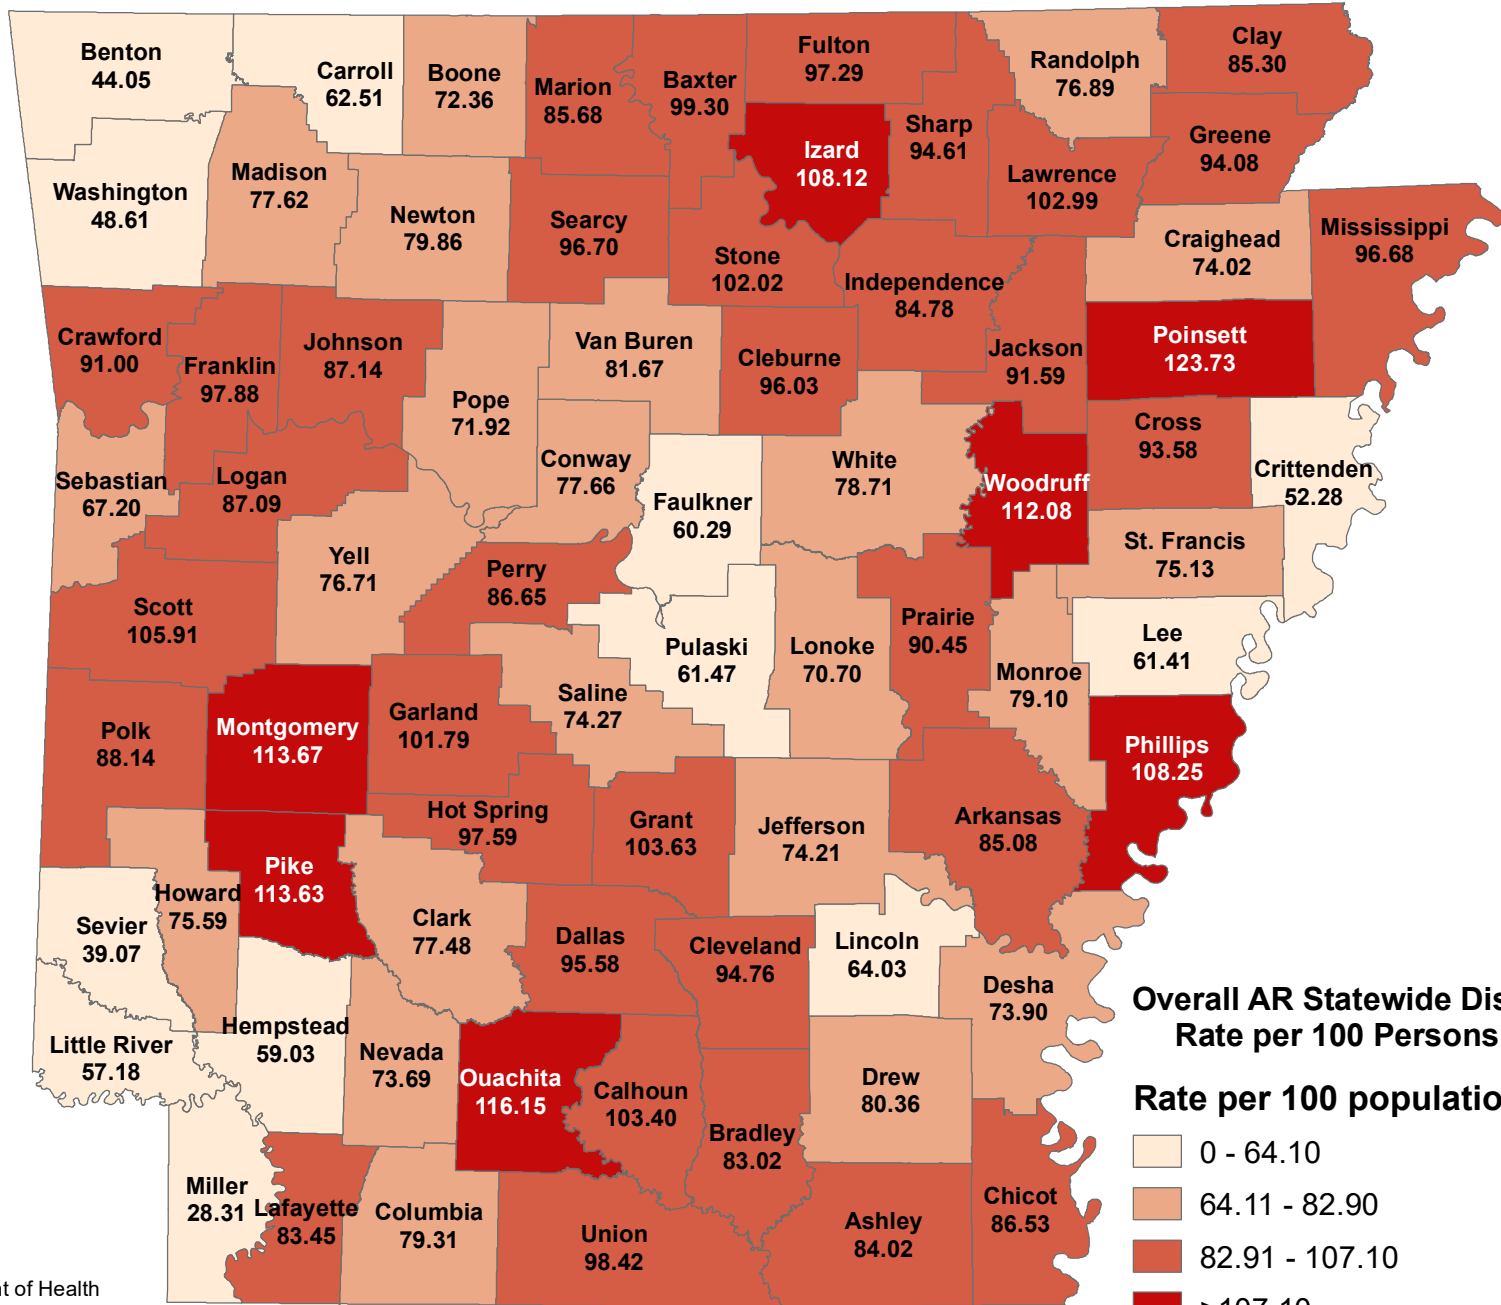 Benton
44.05
Carroll
62.51
Boone
72.36
Marion
85.68
Baxter
99.30
Fulton
97.29
Izard
108.12
Sharp
94.61
Randolph
76.89
Clay
85.30
Greene
94.08
Lawrence
102.99
Washington
48.61
Madison
77.62
Newton
79.86
Searcy
96.70
Stone
102.02
Independence
84.78
Craighead
74.02
Mississippi
96.68
Crawford
91.00
Franklin
97.88
Johnson
87.14
Pope
71.92
Van Buren
81.67
Cleburne
96.03
Jackson
91.59
Poinsett
123.73
Sebastian
67.20
Logan
87.09
Conway
77.66
Faulkner
60.29
White
78.71
Woodruff
112.08
Cross
93.58
Crittenden
52.28
Yell
76.71
Perry
86.65
St. Francis
75.13
Scott
105.91
Pulaski
61.47
Lonoke
70.70
Prairie
90.45
Monroe
79.10
Lee
61.41
Polk
88.14
Montgomery
113.67
Garland
101.79
Saline
74.27
Phillips
108.25
Hot Spring
97.59
Grant
103.63
Jefferson
74.21
Arkansas
85.08
Pike
113.63
Howard
75.59
Sevier
39.07
Clark
77.48
Dallas
95.58
Cleveland
94.76
Lincoln
64.03
Desha
73.90
Little River
57.18
Hempstead
59.03
Nevada
73.69
Ouachita
116.15
Calhoun
103.40
Bradley
83.02
Drew
80.36
Miller
28.31
Lafayette
83.45
Columbia
79.31
Union
98.42
Ashley
84.02
Chicot
86.53
Overall AR Statewide Dis
Rate per 100 Persons
Rate per 100 populatio
0 - 64.10
64.11 - 82.90
82.91 - 107.10
>107.10
t of Health